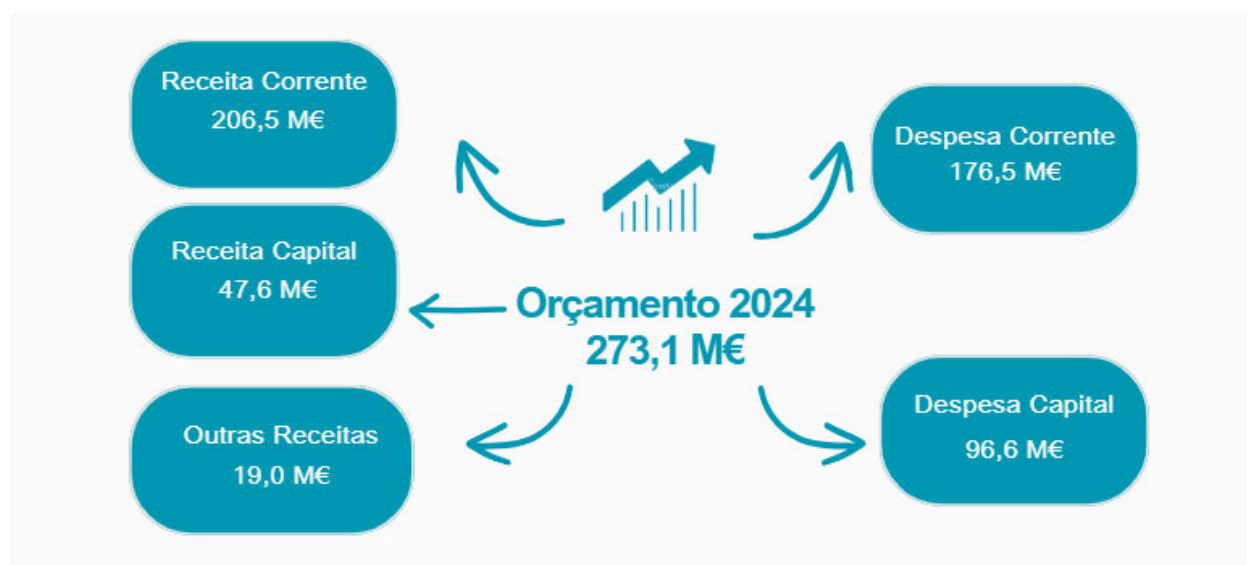 Receita Corrente
206,5 M€
Receita Capital
47,6 M€
Outras Receitas
19,0 M€
Orçamento 2024
273,1 M€
Despesa Corrente
176,5 M€
Despesa Capital
96,6 M€